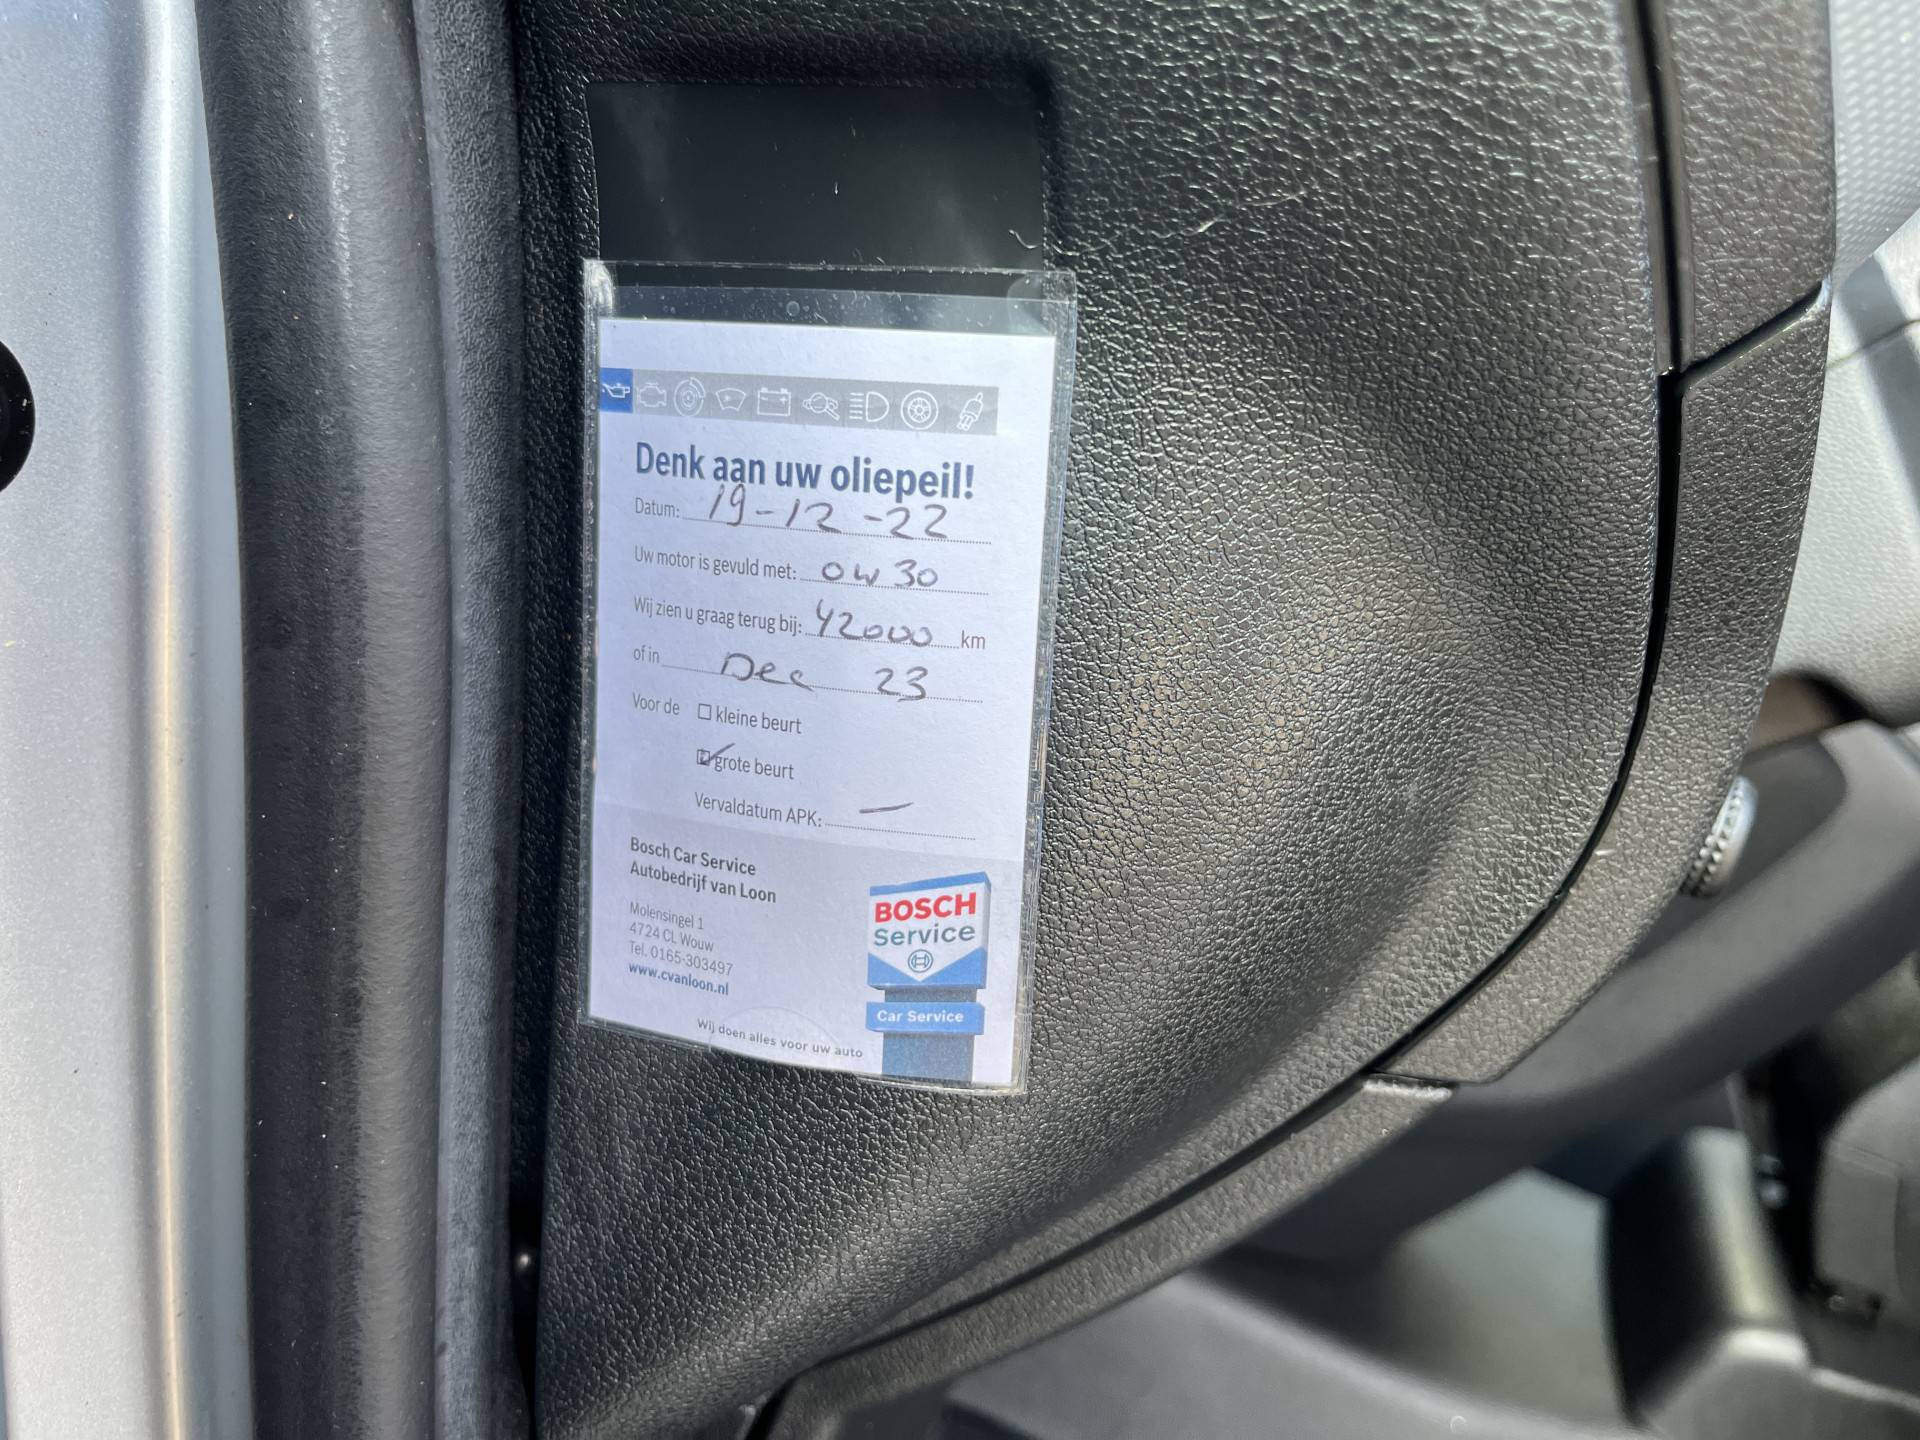 Denk aan uw oliepeil!
Datum: 19-12-22
Uw motor is gevuld met: 0w30
Wij zien u graag terug bij: 42000 km
of in Dec 23
Voor de ☐ kleine beurt
☑ grote beurt
Vervaldatum APK: —
Bosch Car Service
Autobedrijf van Loon
Molensingel 1
4724 CL Wouw
Tel. 0165-303497
www.cvanloon.nl
BOSCH
Service
Car Service
Wij doen alles voor uw auto